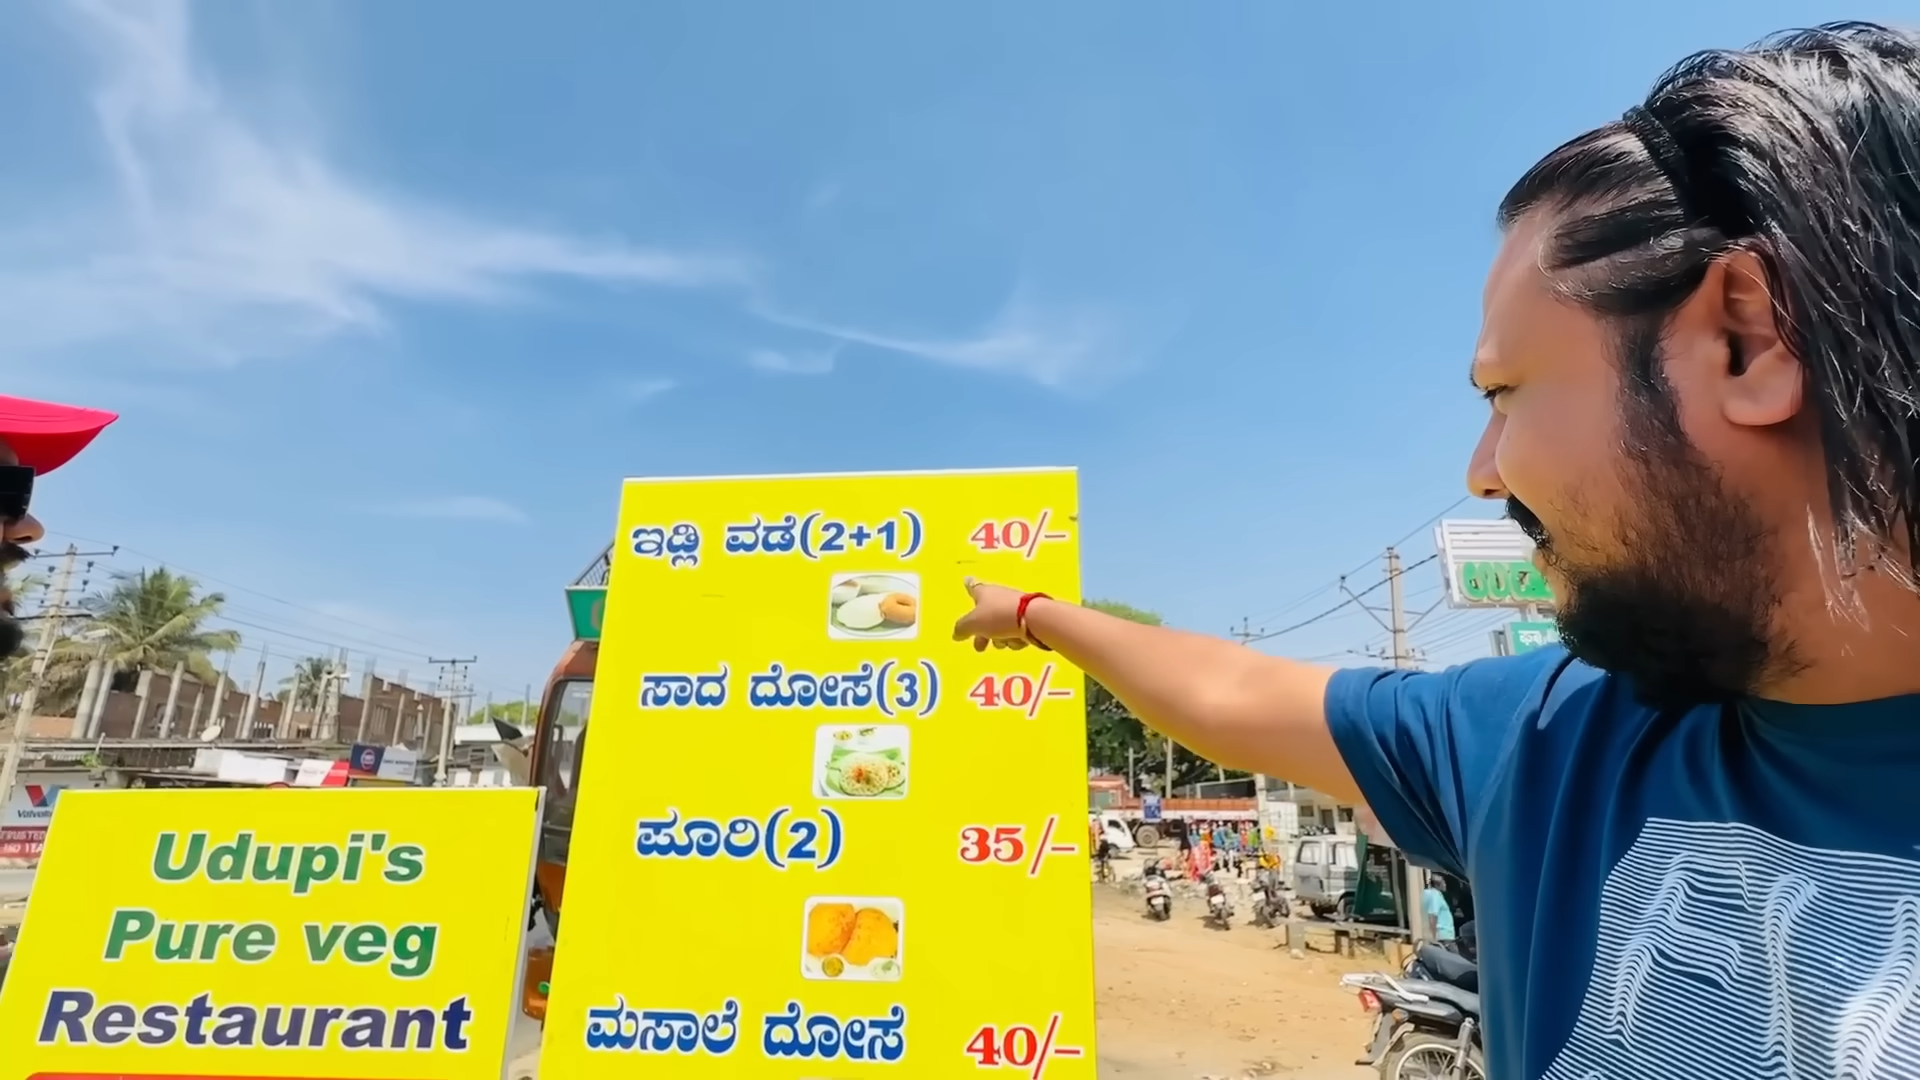 ಇಡ್ಲಿ ವಡೆ(2+1) 40/-
ಸಾದ ದೋಸೆ(3) 40/-
ಪೂರಿ(2) 35/-
ಮಸಾಲೆ ದೋಸೆ 40/-
Udupi's
Pure veg
Restaurant